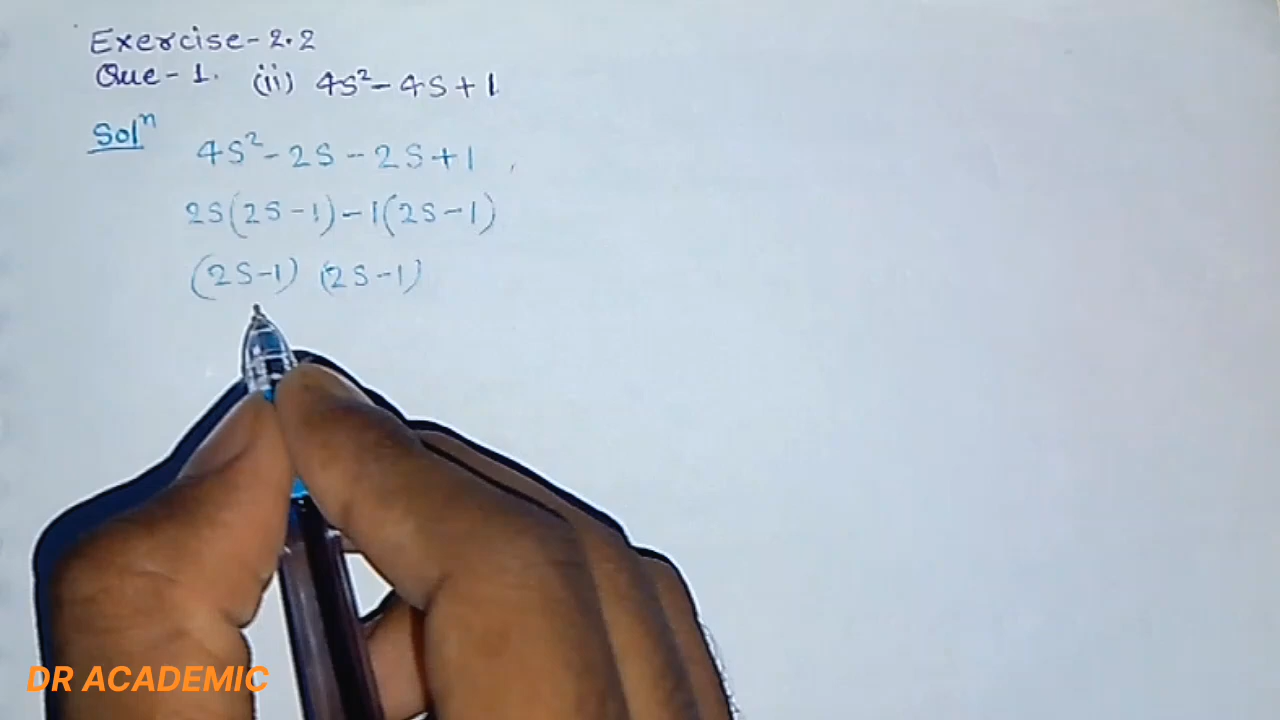 Exercise-2.2
Que-1. (ii) 4s²-4s+1
Solⁿ 4s²-2s-2s+1
2s(2s-1)-1(2s-1)
(2s-1) (2s-1)
DR ACADEMIC